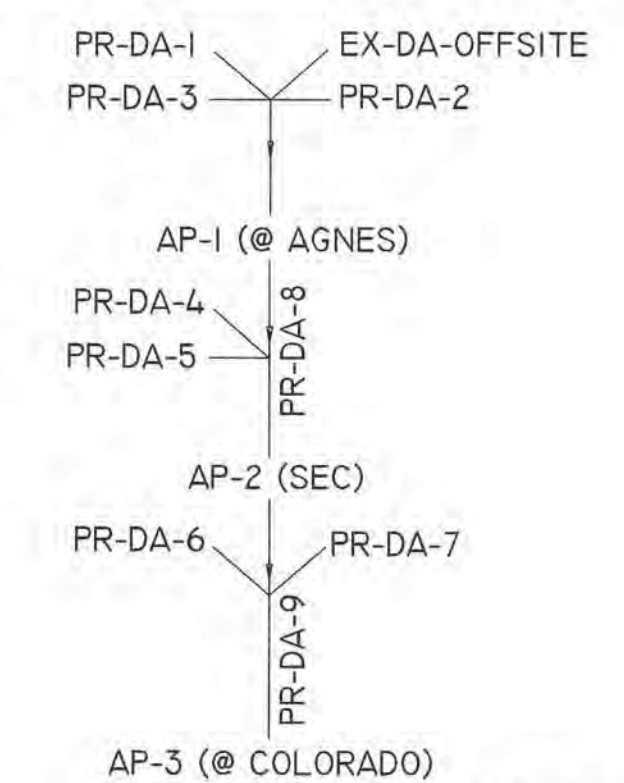 PR-DA-1 EX-DA-OFFSITE
PR-DA-3 PR-DA-2
AP-1 (@ AGNES)
PR-DA-4
PR-DA-8
PR-DA-5
AP-2 (SEC)
PR-DA-6 PR-DA-7
PR-DA-9
AP-3 (@ COLORADO)